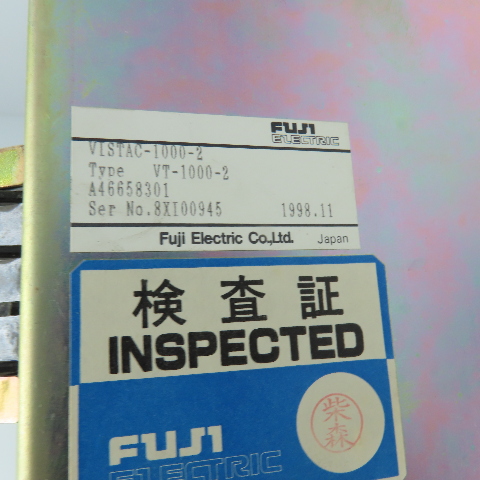 FUJI
ELECTRIC
VISTAC-1000-2
Type VT-1000-2
A46658301
Ser No.8XI00945 1998.11
Fuji Electric Co.,Ltd. Japan
検査証
INSPECTED
FUJI
ELECTRIC
柴森